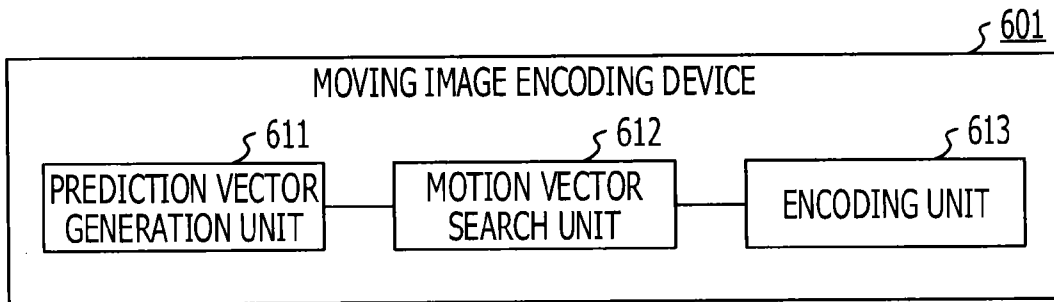 601
MOVING IMAGE ENCODING DEVICE
611
612
613
PREDICTION VECTOR
GENERATION UNIT
MOTION VECTOR
SEARCH UNIT
ENCODING UNIT